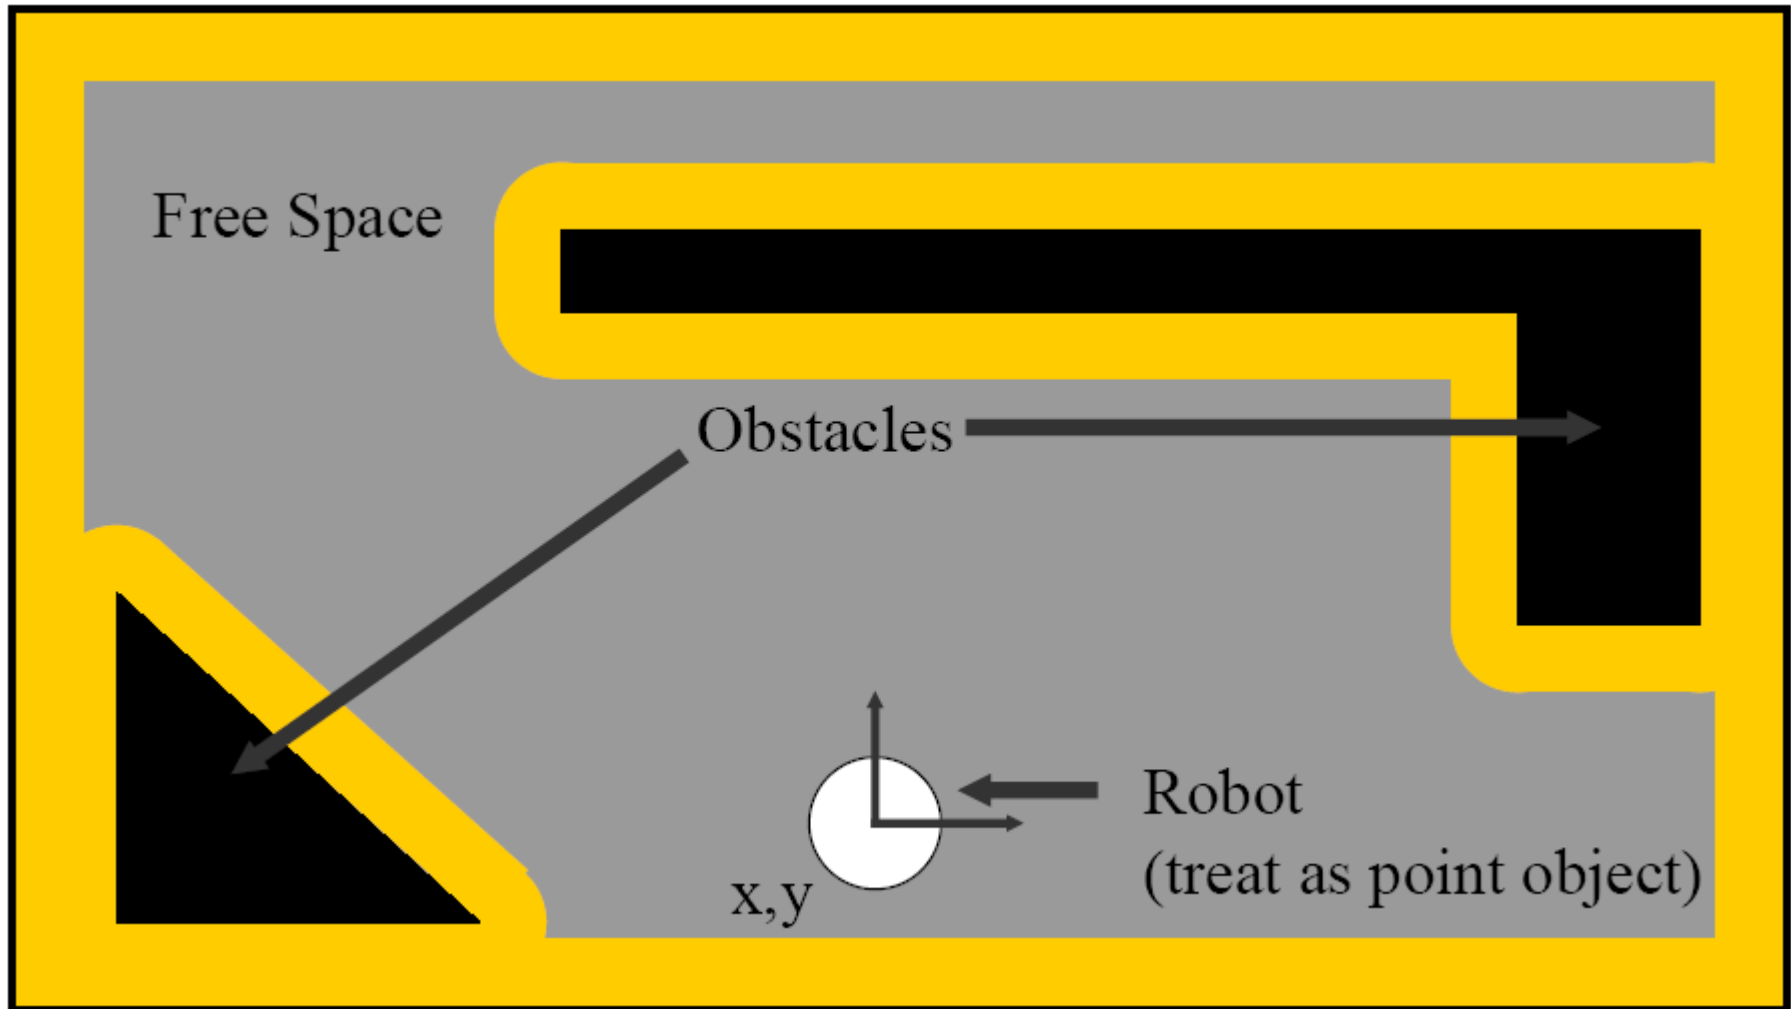 Free Space
Obstacles
Robot
(treat as point object)
x,y